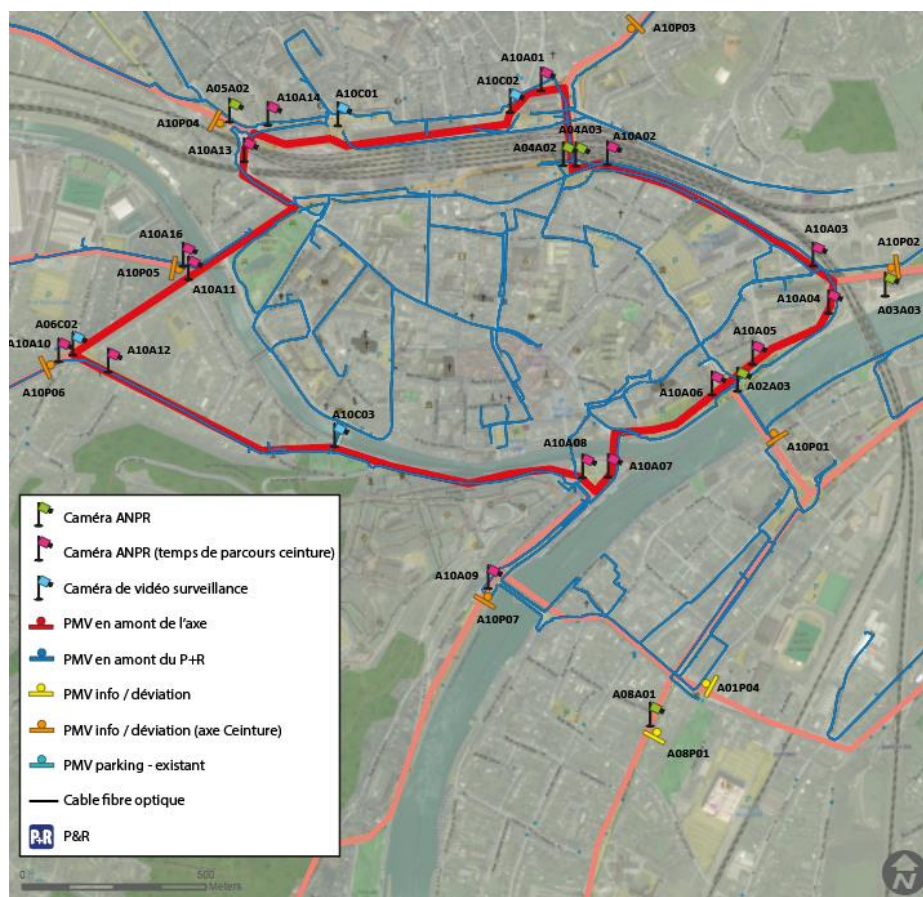 A10P03
A10A01
A05A02
A10A14
A10C01
A10C02
A10P04
A10A13
A04A03
A04A02
A10A02
A10A16
A10P05
A10A11
A10A03
A10P02
A10A04
A03A03
A06C02
A10A10
A10A12
A10P06
A10A05
A10A06
A02A03
A10C03
A10A08
A10A07
A10P01
A10A09
A10P07
A01P04
A08A01
A08P01
Caméra ANPR
Caméra ANPR (temps de parcours ceinture)
Caméra de vidéo surveillance
PMV en amont de l'axe
PMV en amont du P+R
PMV info / déviation
PMV info / déviation (axe Ceinture)
PMV parking - existant
Cable fibre optique
P+R P&R
0 500
Meters
N